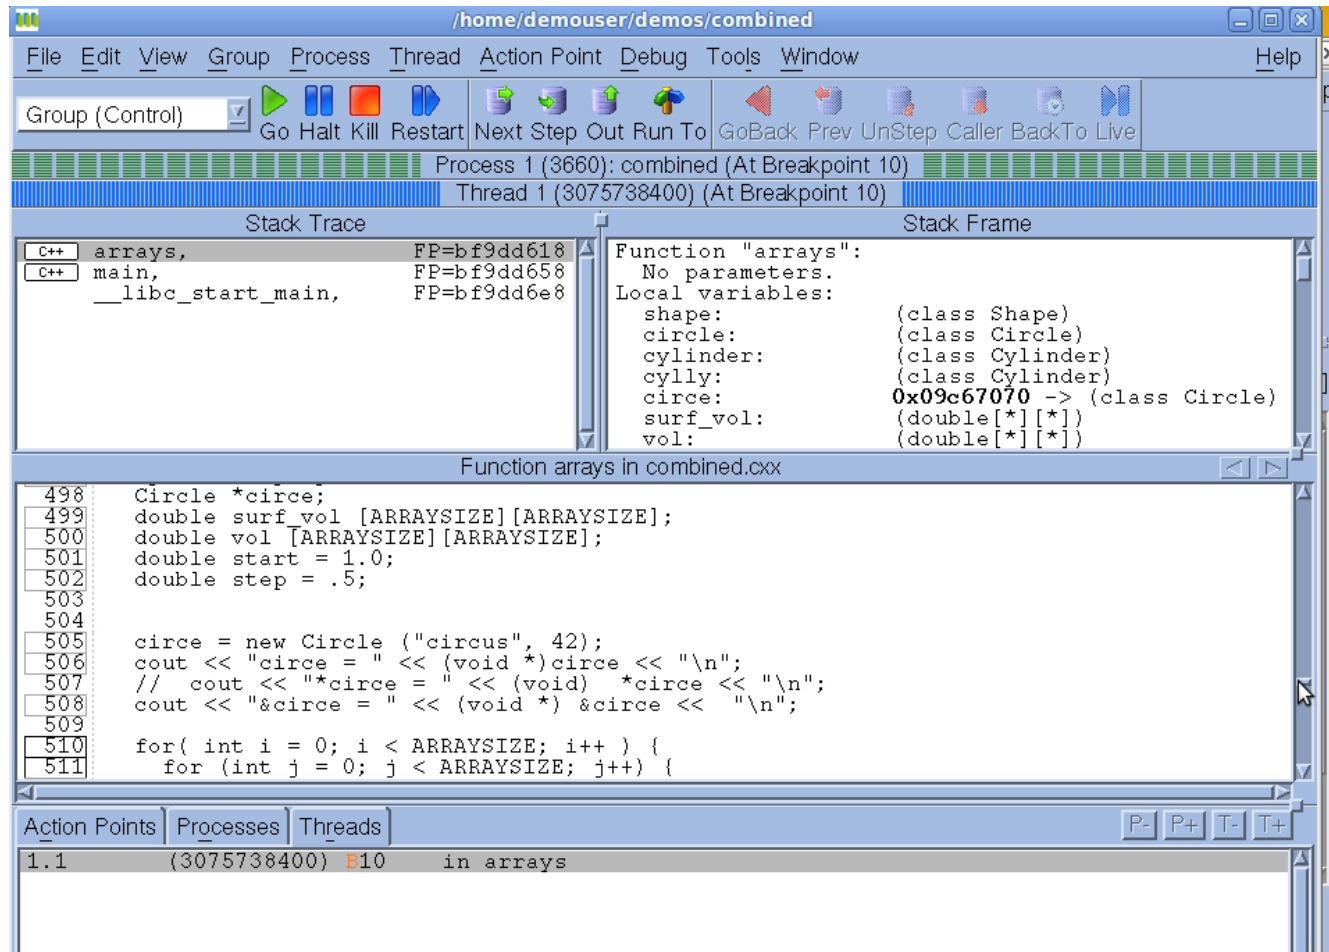 /home/demouser/demos/combined
File Edit View Group Process Thread Action Point Debug Tools Window Help
Group (Control)
Go Halt Kill Restart Next Step Out Run To GoBack Prev UnStep Caller BackTo Live
Process 1 (3660): combined (At Breakpoint 10)
Thread 1 (3075738400) (At Breakpoint 10)
Stack Trace
C++ arrays, FP=bf9dd618
C++ main, FP=bf9dd658
__libc_start_main, FP=bf9dd6e8
Stack Frame
Function "arrays":
No parameters.
Local variables:
shape: (class Shape)
circle: (class Circle)
cylinder: (class Cylinder)
cylly: (class Cylinder)
circe: 0x09c67070 -> (class Circle)
surf_vol: (double[*][*])
vol: (double[*][*])
Function arrays in combined.cxx
498 Circle *circe;
499 double surf_vol [ARRAYSIZE][ARRAYSIZE];
500 double vol [ARRAYSIZE][ARRAYSIZE];
501 double start = 1.0;
502 double step = .5;
503
504
505 circe = new Circle ("circus", 42);
506 cout << "circe = " << (void *)circe << "\n";
507 //  cout << "*circe = " << (void)  *circe << "\n";
508 cout << "&circe = " << (void *) &circe <<  "\n";
509
510 for( int i = 0; i < ARRAYSIZE; i++ ) {
511 for (int j = 0; j < ARRAYSIZE; j++) {
Action Points Processes Threads P- P+ T- T+
1.1 (3075738400) B10 in arrays